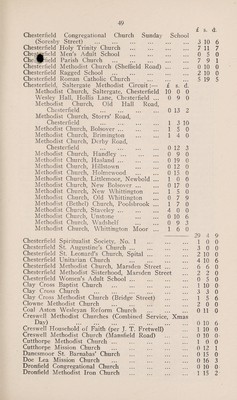 49
£ s. d.
Chesterfield Congregational Church Sunday School
(Soresby Street) ... ... ... ... 3 10 6
Chesterfield Holy Trinity Church ... ... ... 7 11 7
Chesterfield Men's Adult School ... ... ... 0 5 0
Chesterfield Parish Church ... ... ... 7 9 1
Chesterfield Methodist Church (Sheffield Road) ... 0 10 0
Chesterfield Ragged School ... ... ... 2 10 0
Chesterfield Roman Catholic Church ... ... 5 19 5
Chesterfield, Saltergate Methodist Circuit— £ s. d.
Methodist Church, Saltergate, Chesterfield 10 0 0
Wesley Hall, Hollis Lane, Chesterfield ... 0 9 0
Methodist Church, Old Hall Road,
Chesterfield ... ... ... 0 13 2
Methodist Church, Storrs' Road,
Chesterfield ... ... ... 1 3 10
Methodist Church, Bolsover ... ... 1 5 0
Methodist Church, Brimington ... ... 1 4 0
Methodist Church, Derby Road,
Chesterfield ... ... ... 0 12 3
Methodist Church, Handley ... ... 0 9 0
Methodist Church, Hasland ... ... 0 19 0
Methodist Church, Hillstown ... ... 0 12 0
Methodist Church, Holmewood ... ... 0 15 0
Methodist Church, Littlemoor, Newbold ... 1 0 0
Methodist Church, New Bolsover ... ... 0 17 0
Methodist Church, New Whittington ... 1 5 0
Methodist Church, Old Whittington ... 0 7 9
Methodist (Bethel) Church, Poolsbrook ... 1 7 0
Methodist Church, Staveley ... ... 4 0 0
Methodist Church, Unstone ... ... 0 10 6
Methodist Church, Wadshelf ... ... 0 9 3
Methodist Church, Whittington Moor ... 1 6 0
29 4 9
Chesterfield Spiritualist Society, No. 1 ... ... 1 0 0
Chesterfield St. Augustine's Church ... ... 3 0 0
Chesterfield St. Leonard's Church, Spital ... ... 2 10 0
Chesterfield Unitarian Church ... ... ... 4 10 6
Chesterfield Methodist Church, Marsden Street ... 6 6 0
Chesterfield Methodist Sisterhood, Marsden Street 2 2 0
Chesterfield Women's Adult School ... ... 0 5 0
Clay Cross Baptist Church ... ... ... 1 10 0
Clay Cross Church ... ... ... ... 3 3 0
Clay Cross Methodist Church (Bridge Street) ... 1 5 6
Clowne Methodist Church ... ... ... 2 0 0
Coal Aston Wesleyan Reform Church ... ... 0 11 0
Creswell Methodist Churches (Combined Service, Xmas
Day) ... ... ... ... ... 0 10 6
Creswell Household of Faith (per J. T. Fretwell) 1 10 0
Creswell Methodist Church (Mansfield Road) ... 0 10 0
Cutthorpe Methodist Church ... ... ... 1 0 0
Cutthorpe Mission Church ... ... ... 0 12 1
Danesmoor St. Barnabas' Church ... ... 0 15 0
Doe Lea Mission Church ... ... ... 0 16 3
Dronfield Congregational Church ... ... 0 10 0
Dronfield Methodist Iron Church ... ... 1 15 2